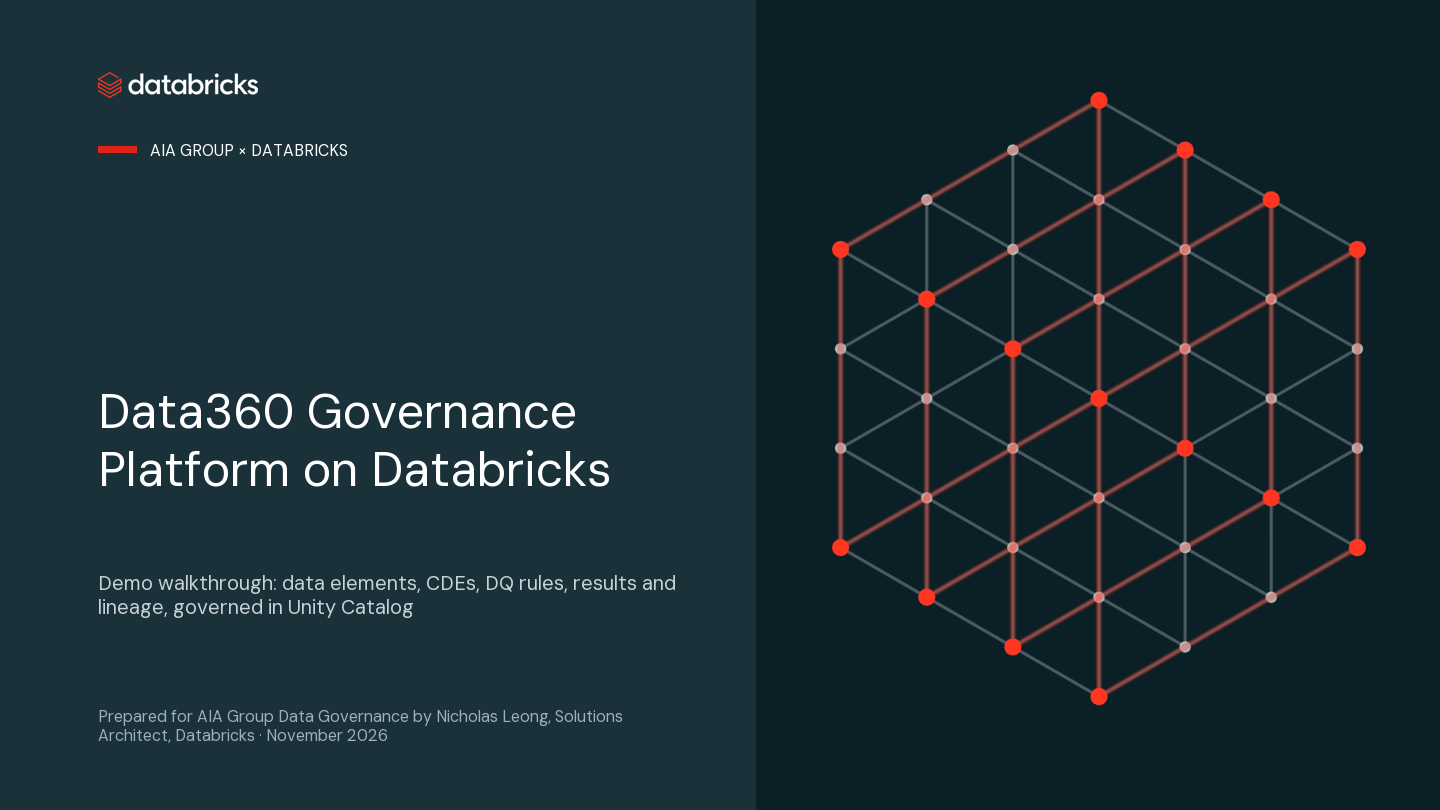 databricks
AIA GROUP × DATABRICKS
Data360 Governance
Platform on Databricks
Demo walkthrough: data elements, CDEs, DQ rules, results and
lineage, governed in Unity Catalog
Prepared for AIA Group Data Governance by Nicholas Leong, Solutions
Architect, Databricks · November 2026